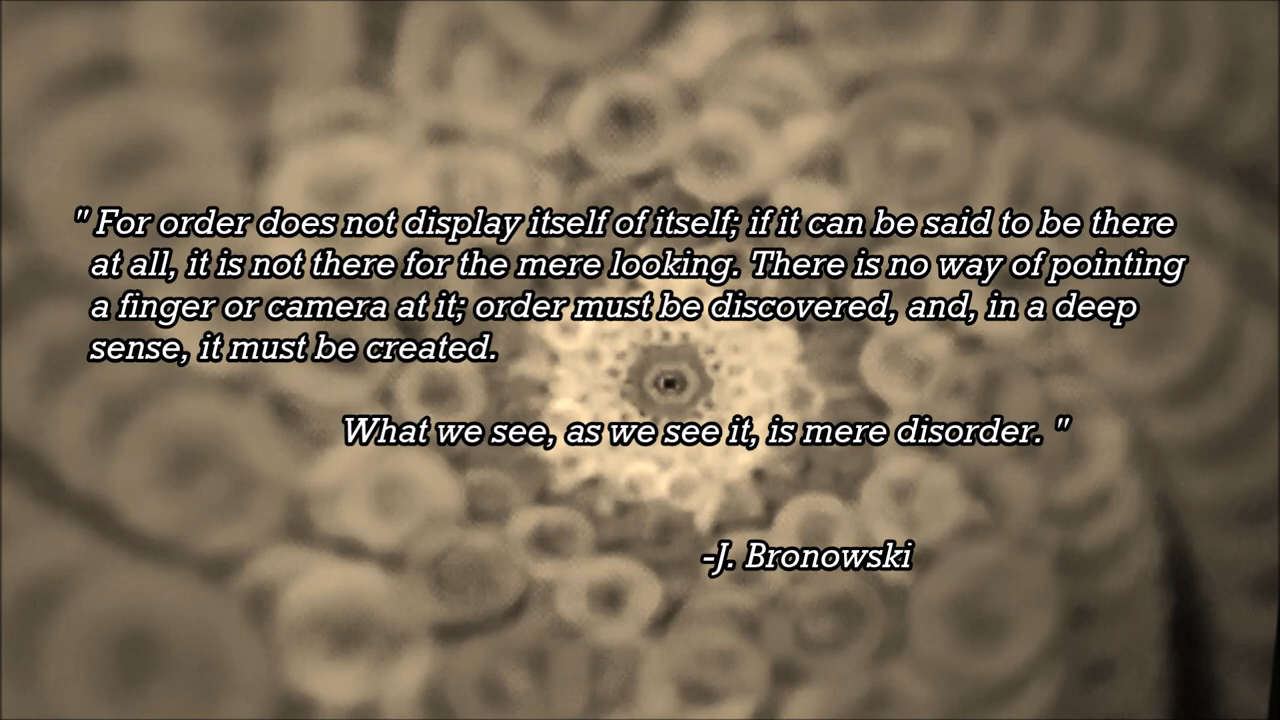 " For order does not display itself of itself; if it can be said to be there
at all, it is not there for the mere looking. There is no way of pointing
a finger or camera at it; order must be discovered, and, in a deep
sense, it must be created.
What we see, as we see it, is mere disorder. "
-J. Bronowski